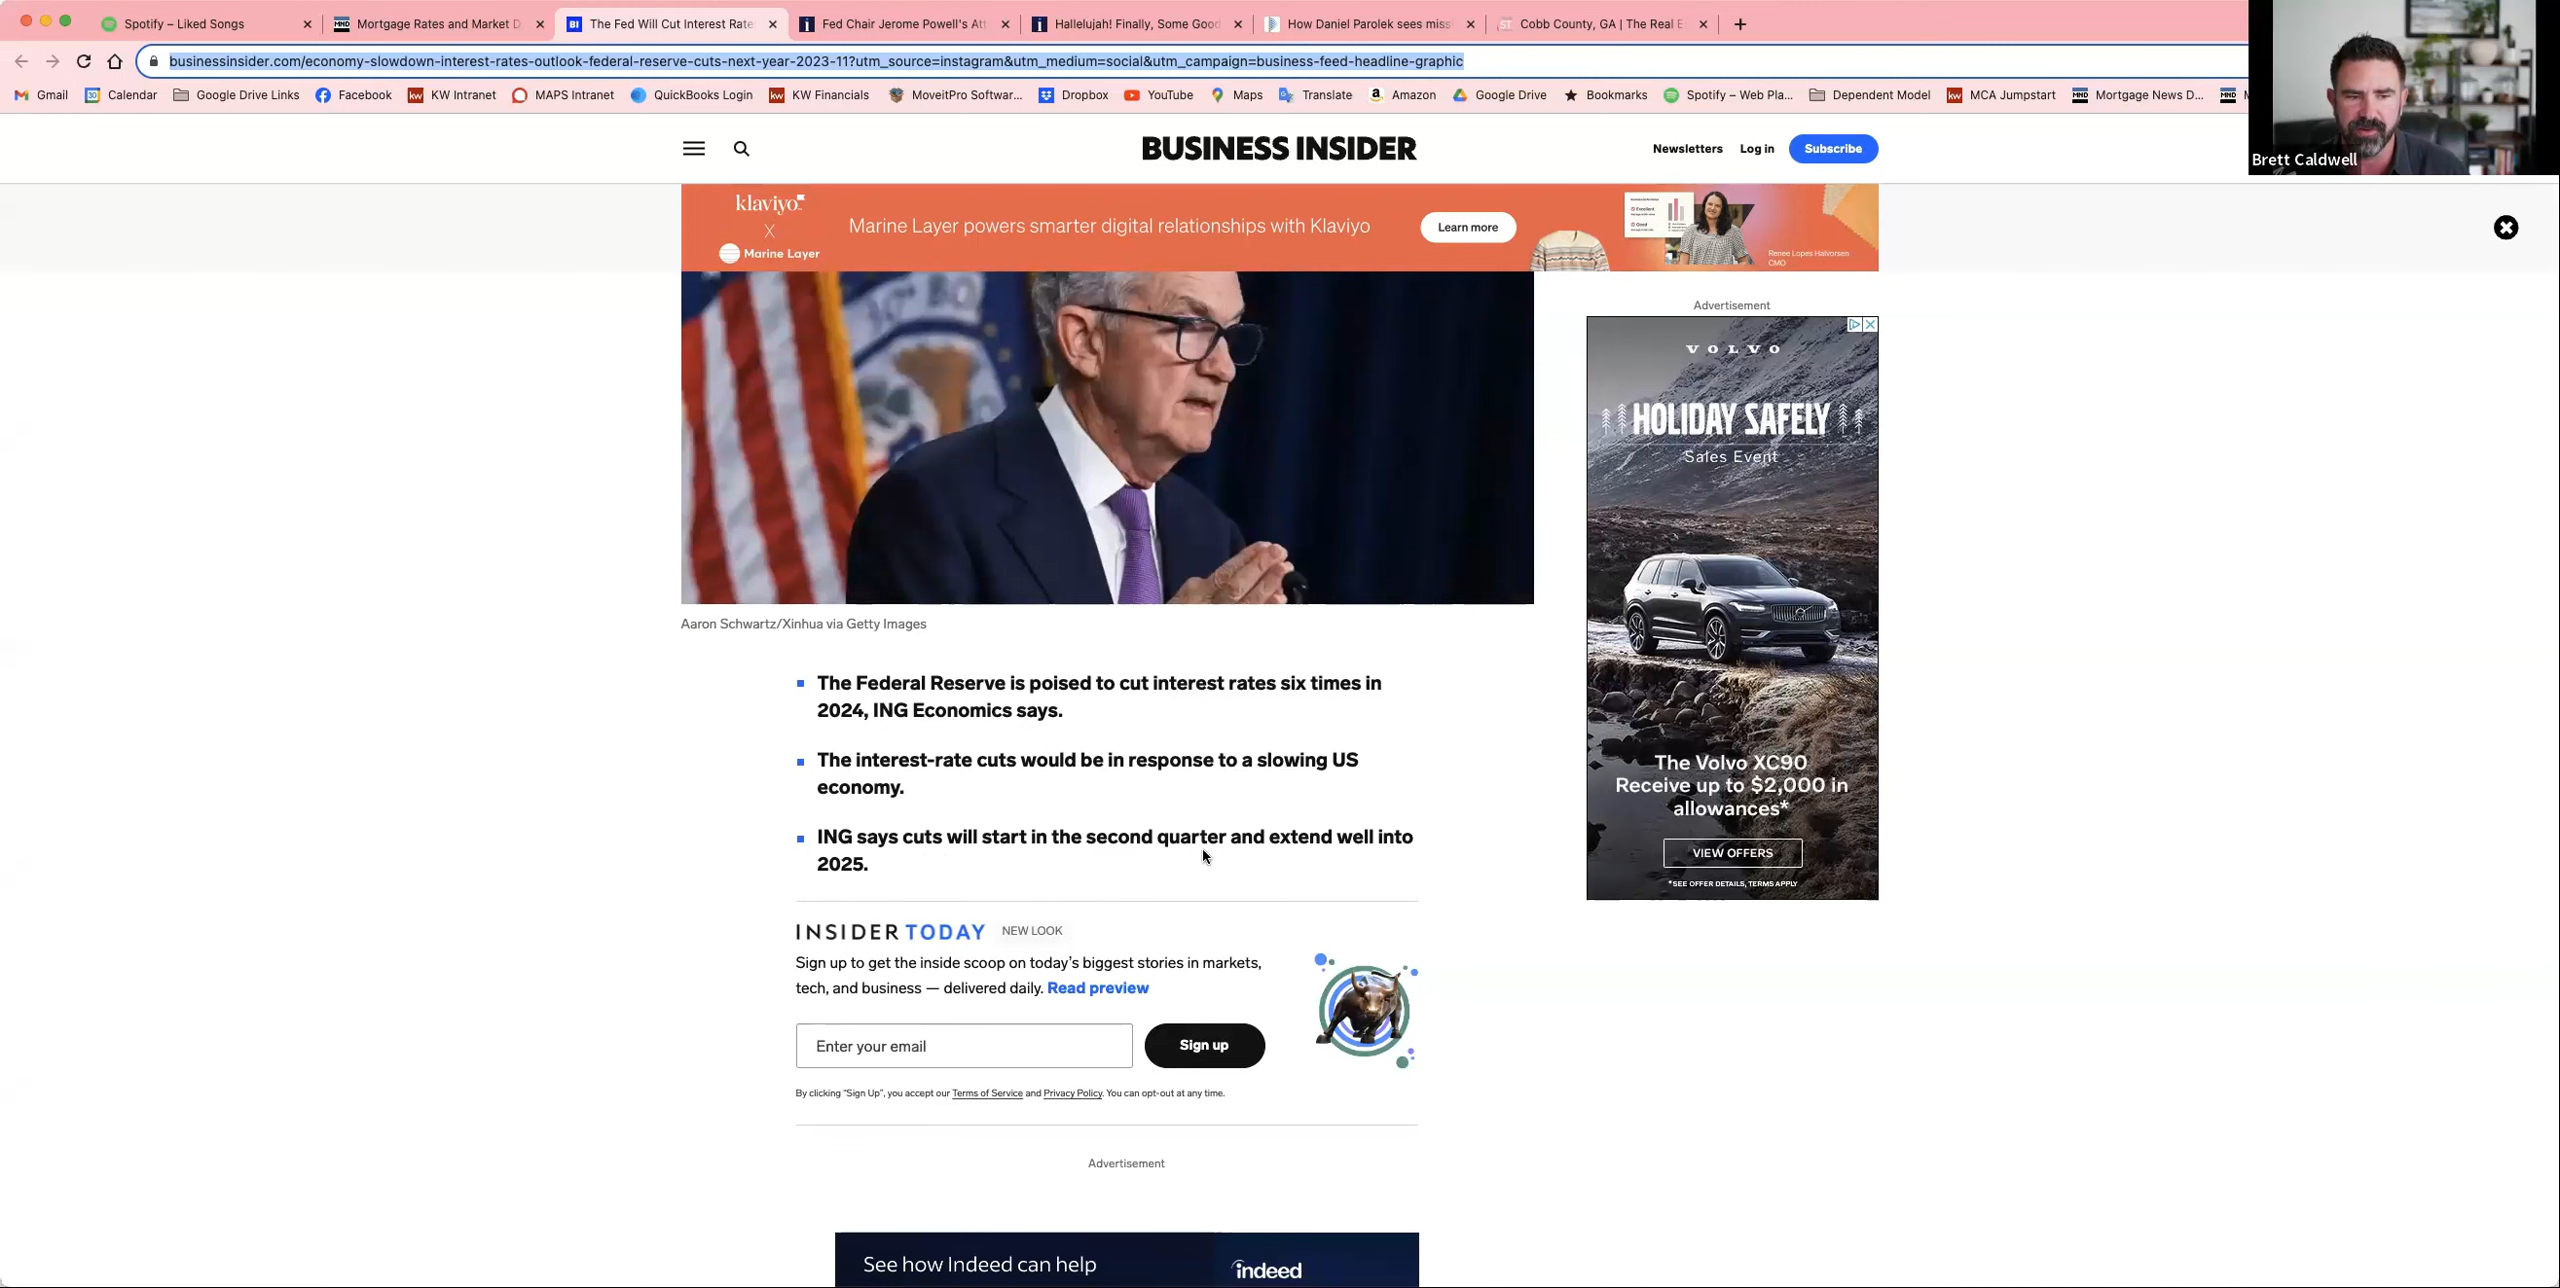 Spotify – Liked Songs
Mortgage Rates and Market D
The Fed Will Cut Interest Rate
Fed Chair Jerome Powell's Att
Hallelujah! Finally, Some Good
How Daniel Parolek sees miss
Cobb County, GA | The Real E
businessinsider.com/economy-slowdown-interest-rates-outlook-federal-reserve-cuts-next-year-2023-11?utm_source=instagram&utm_medium=social&utm_campaign=business-feed-headline-graphic
Gmail
Calendar
Google Drive Links
Facebook
KW Intranet
MAPS Intranet
QuickBooks Login
KW Financials
MoveitPro Softwar...
Dropbox
YouTube
Maps
Translate
Amazon
Google Drive
Bookmarks
Spotify – Web Pla...
Dependent Model
MCA Jumpstart
Mortgage News D...
Brett Caldwell
BUSINESS INSIDER
Newsletters
Log in
Subscribe
klaviyo
X
Marine Layer
Marine Layer powers smarter digital relationships with Klaviyo
Learn more
Renee Lopes Halvorsen
CMO
Aaron Schwartz/Xinhua via Getty Images
The Federal Reserve is poised to cut interest rates six times in
2024, ING Economics says.
The interest-rate cuts would be in response to a slowing US
economy.
ING says cuts will start in the second quarter and extend well into
2025.
INSIDER TODAY NEW LOOK
Sign up to get the inside scoop on today's biggest stories in markets,
tech, and business — delivered daily. Read preview
Enter your email
Sign up
By clicking "Sign Up", you accept our Terms of Service and Privacy Policy. You can opt-out at any time.
Advertisement
See how Indeed can help
indeed
Advertisement
VOLVO
HOLIDAY SAFELY
Sales Event
The Volvo XC90
Receive up to $2,000 in
allowances*
VIEW OFFERS
*SEE OFFER DETAILS, TERMS APPLY